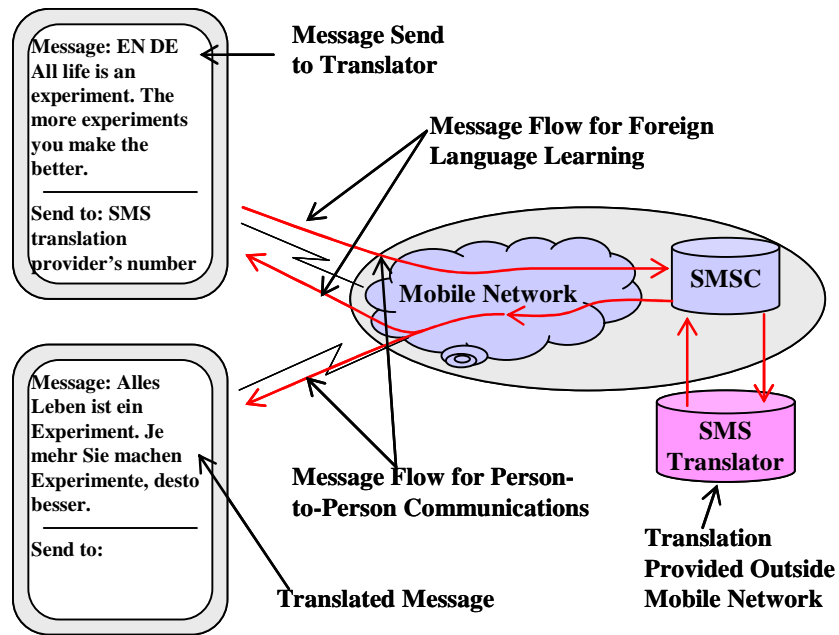 Message: EN DE
All life is an
experiment. The
more experiments
you make the
better.
Send to: SMS
translation
provider's number
Message Send
to Translator
Message Flow for Foreign
Language Learning
Mobile Network
SMSC
SMS
Translator
Message: Alles
Leben ist ein
Experiment. Je
mehr Sie machen
Experimente, desto
besser.
Send to:
Message Flow for Person-
to-Person Communications
Translated Message
Translation
Provided Outside
Mobile Network